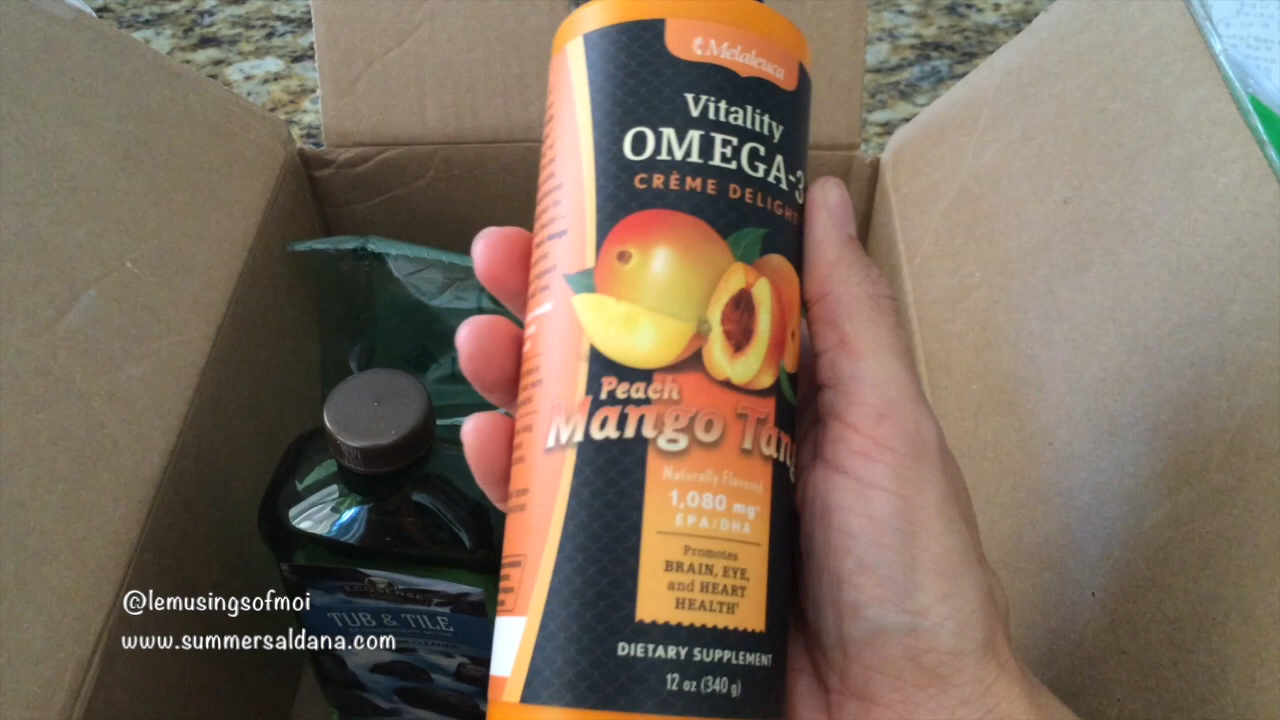 Melaleuca
Vitality
OMEGA-3
CRÈME DELIGHT
Peach
Mango Tang
Naturally Flavored
1,080 mg*
EPA/DHA
Promotes
BRAIN, EYE,
and HEART
HEALTH†
DIETARY SUPPLEMENT
12 oz (340 g)
ECOSENSE
TUB & TILE
@lemusingsofmoi
www.summersaldana.com